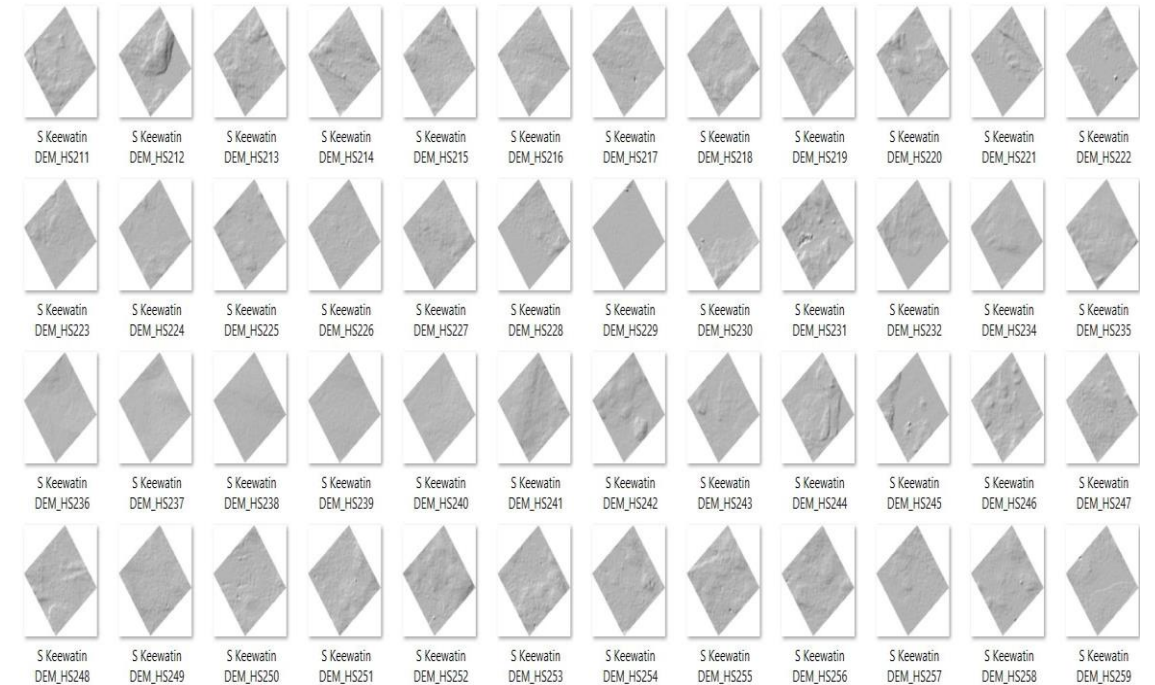 S Keewatin S Keewatin S Keewatin S Keewatin S Keewatin S Keewatin S Keewatin S Keewatin S Keewatin S Keewatin S Keewatin S Keewatin
DEM_HS211 DEM_HS212 DEM_HS213 DEM_HS214 DEM_HS215 DEM_HS216 DEM_HS217 DEM_HS218 DEM_HS219 DEM_HS220 DEM_HS221 DEM_HS222
S Keewatin S Keewatin S Keewatin S Keewatin S Keewatin S Keewatin S Keewatin S Keewatin S Keewatin S Keewatin S Keewatin S Keewatin
DEM_HS223 DEM_HS224 DEM_HS225 DEM_HS226 DEM_HS227 DEM_HS228 DEM_HS229 DEM_HS230 DEM_HS231 DEM_HS232 DEM_HS234 DEM_HS235
S Keewatin S Keewatin S Keewatin S Keewatin S Keewatin S Keewatin S Keewatin S Keewatin S Keewatin S Keewatin S Keewatin S Keewatin
DEM_HS236 DEM_HS237 DEM_HS238 DEM_HS239 DEM_HS240 DEM_HS241 DEM_HS242 DEM_HS243 DEM_HS244 DEM_HS245 DEM_HS246 DEM_HS247
S Keewatin S Keewatin S Keewatin S Keewatin S Keewatin S Keewatin S Keewatin S Keewatin S Keewatin S Keewatin S Keewatin S Keewatin
DEM_HS248 DEM_HS249 DEM_HS250 DEM_HS251 DEM_HS252 DEM_HS253 DEM_HS254 DEM_HS255 DEM_HS256 DEM_HS257 DEM_HS258 DEM_HS259